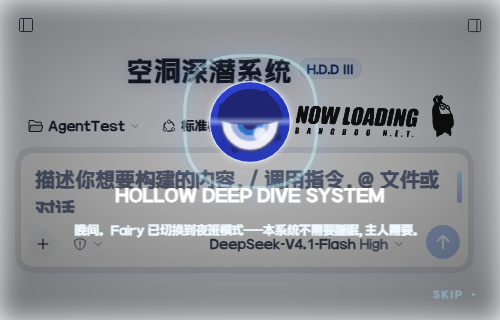 空洞深潜系统 H.D.D III
NOW LOADING
BANGBOO N.E.T.
AgentTest 标准
描述你想要构建的内容，/ 调用指令，@ 文件或
对话
HOLLOW DEEP DIVE SYSTEM
晚间。Fairy 已切换到夜班模式——本系统不需要睡眠, 主人需要。
DeepSeek-V4.1-Flash High
SKIP